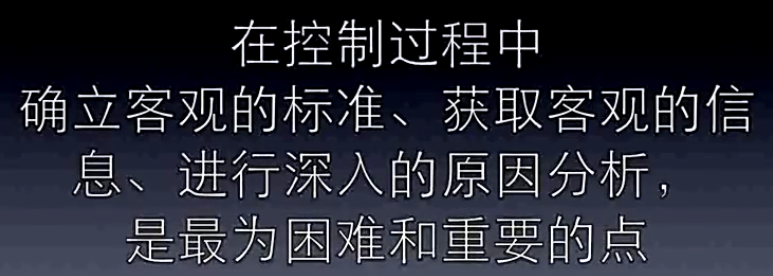 在控制过程中
确立客观的标准、获取客观的信
息、进行深入的原因分析，
是最为困难和重要的点